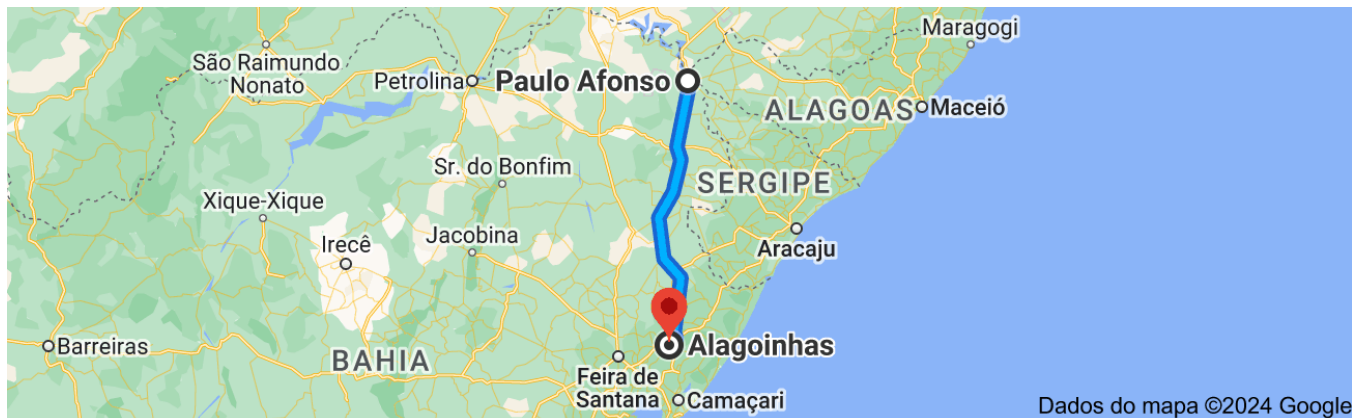 Maragogi
São Raimundo
Nonato
Petrolina
Paulo Afonso
ALAGOAS
Maceió
Sr. do Bonfim
SERGIPE
Xique-Xique
Irecê
Jacobina
Aracaju
Barreiras
BAHIA
Alagoinhas
Feira de
Santana
Camaçari
Dados do mapa ©2024 Google